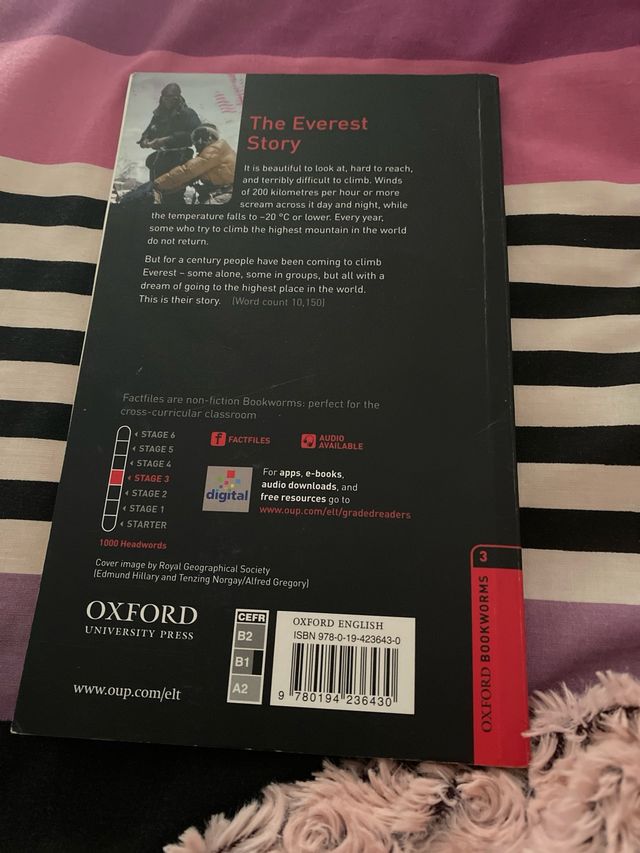 The Everest
Story
It is beautiful to look at, hard to reach,
and terribly difficult to climb. Winds
of 200 kilometres per hour or more
scream across it day and night, while
the temperature falls to –20 °C or lower. Every year,
some who try to climb the highest mountain in the world
do not return.
But for a century people have been coming to climb
Everest – some alone, some in groups, but all with a
dream of going to the highest place in the world.
This is their story. [Word count 10,150]
Factfiles are non-fiction Bookworms: perfect for the
cross-curricular classroom
STAGE 6
STAGE 5
STAGE 4
STAGE 3
STAGE 2
STAGE 1
STARTER
1000 Headwords
f FACTFILES
AUDIO
AVAILABLE
digital
For apps, e-books,
audio downloads, and
free resources go to
www.oup.com/elt/gradedreaders
Cover image by Royal Geographical Society
(Edmund Hillary and Tenzing Norgay/Alfred Gregory)
OXFORD
UNIVERSITY PRESS
www.oup.com/elt
CEFR
B2
B1
A2
OXFORD ENGLISH
ISBN 978-0-19-423643-0
9 780194 236430
3
OXFORD BOOKWORMS